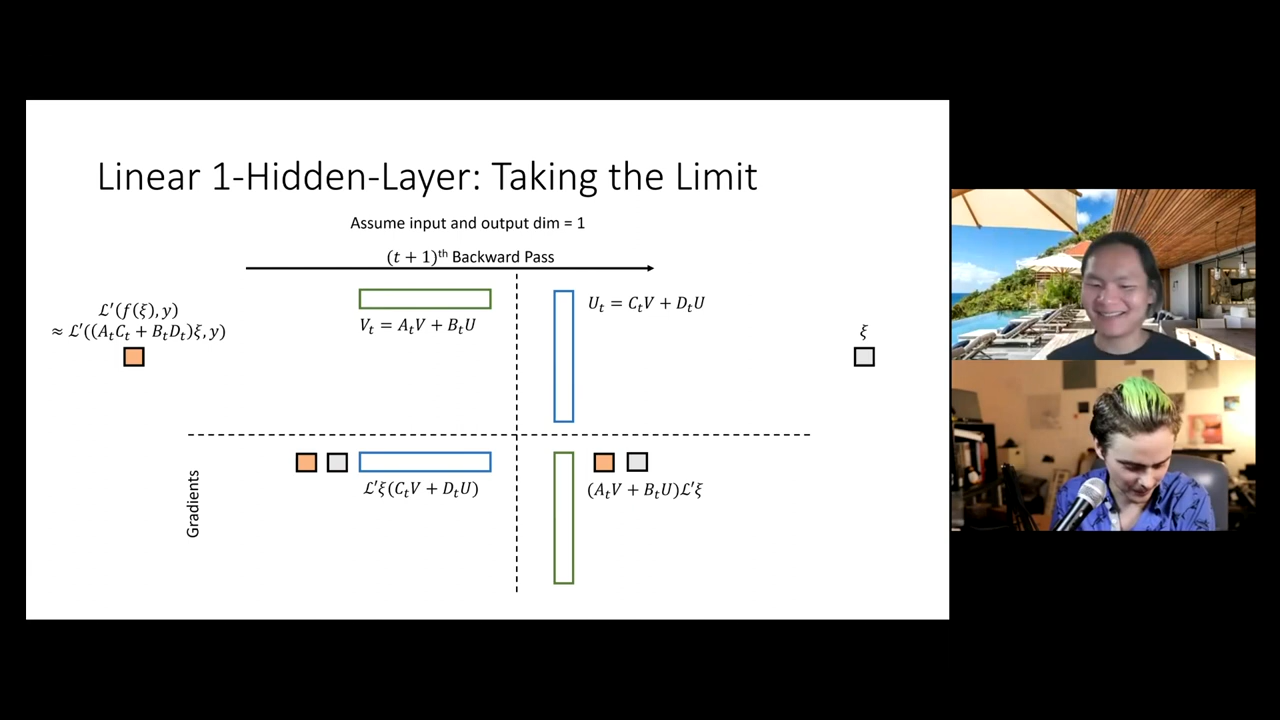 Linear 1-Hidden-Layer: Taking the Limit
Assume input and output dim = 1
(t + 1)ᵗʰ Backward Pass
ℒ′(f(ξ), y)
≈ ℒ′((AₜCₜ + BₜDₜ)ξ, y)
Vₜ = AₜV + BₜU
Uₜ = CₜV + DₜU
ξ
Gradients
ℒ′ξ(CₜV + DₜU)
(AₜV + BₜU)ℒ′ξ